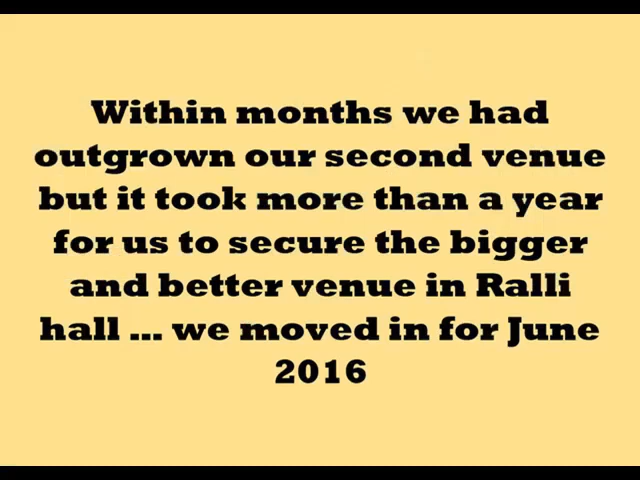 Within months we had
outgrown our second venue
but it took more than a year
for us to secure the bigger
and better venue in Ralli
hall ... we moved in for June
2016